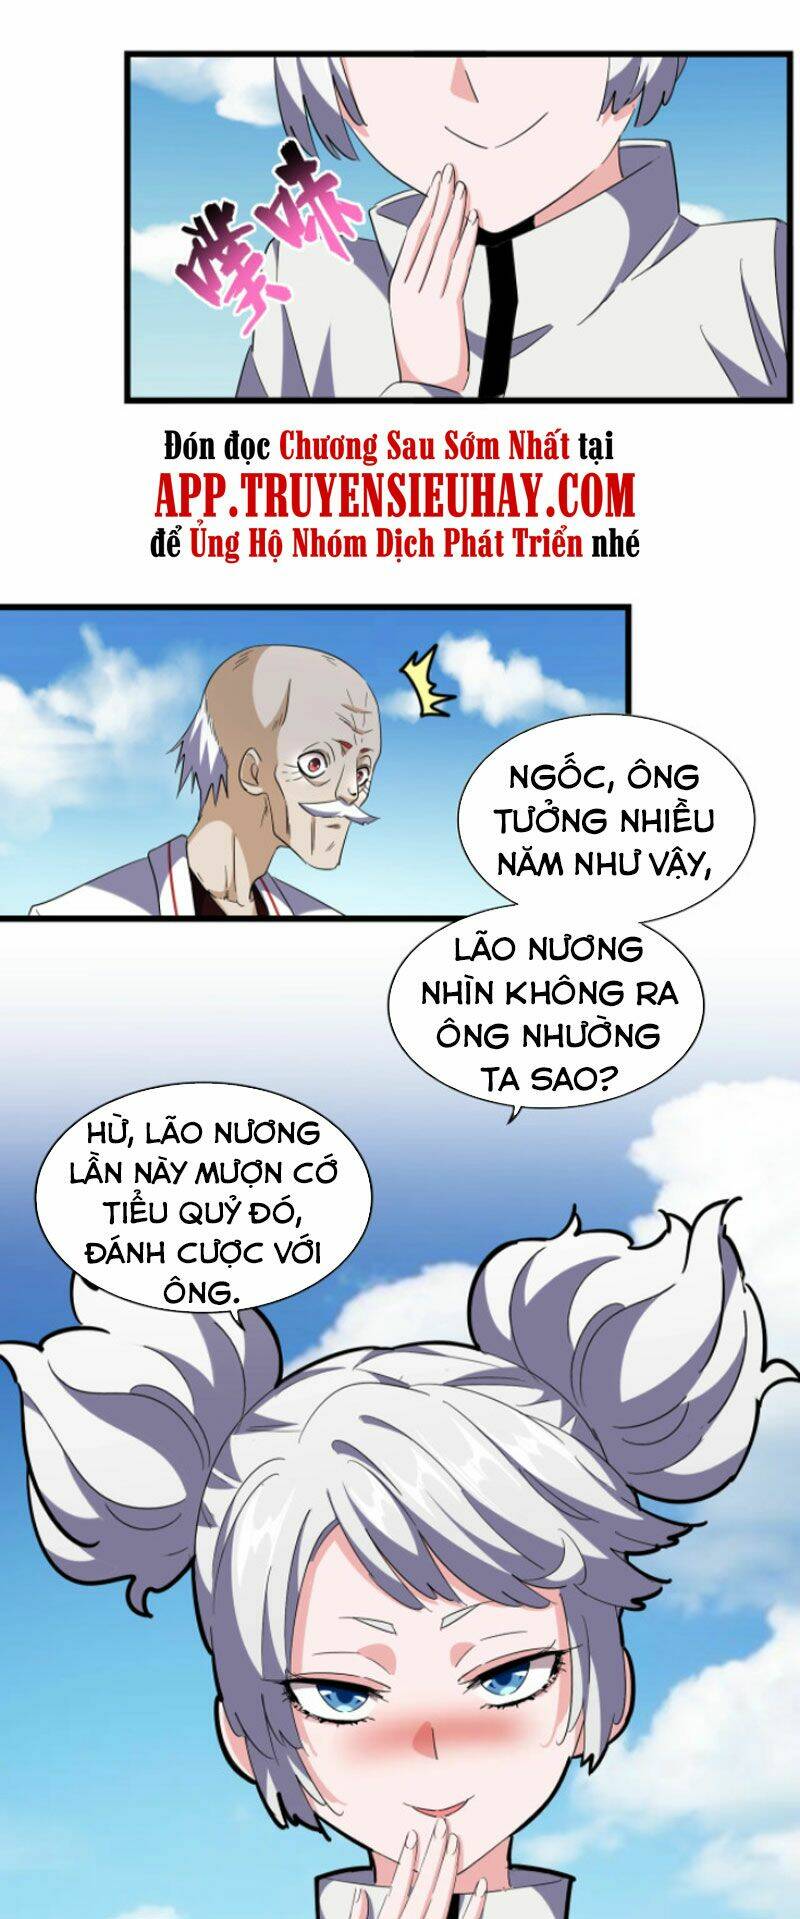 噗哧
Đón đọc Chương Sau Sớm Nhất tại
APP.TRUYENSIEUHAY.COM
để Ủng Hộ Nhóm Dịch Phát Triển nhé
NGỐC, ÔNG
TƯỞNG NHIỀU
NĂM NHƯ VẬY,
LÃO NƯƠNG
NHÌN KHÔNG RA
ÔNG NHƯỜNG
TA SAO?
HỪ, LÃO NƯƠNG
LẦN NÀY MƯỢN CỚ
TIỂU QUỶ ĐÓ,
ĐÁNH CƯỢC VỚI
ÔNG.